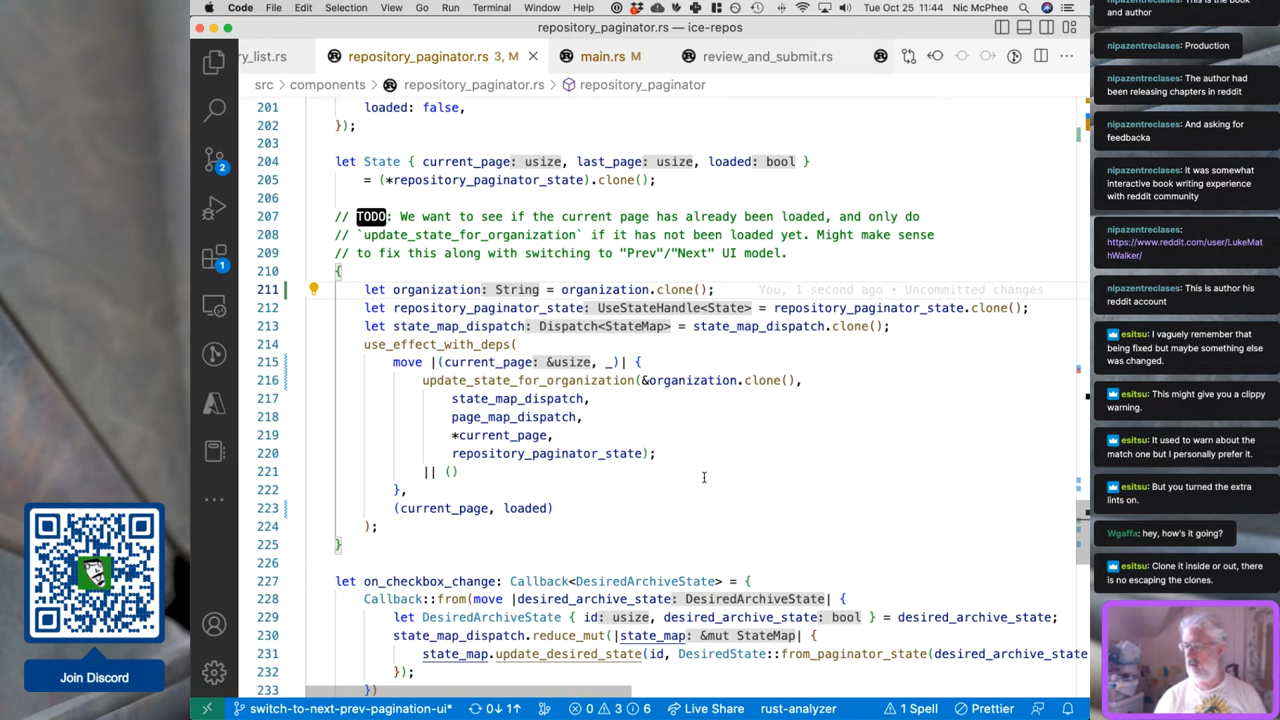 Code File Edit Selection View Go Run Terminal Window Help Tue Oct 25 11:44 Nic McPhee
repository_paginator.rs — ice-repos
ry_list.rs repository_paginator.rs 3, M main.rs M review_and_submit.rs
src components repository_paginator.rs repository_paginator
201 loaded: false,
202 });
203
204 let State { current_page: usize, last_page: usize, loaded: bool }
205 = (*repository_paginator_state).clone();
206
207 // TODO: We want to see if the current page has already been loaded, and only do
208 // `update_state_for_organization` if it has not been loaded yet. Might make sense
209 // to fix this along with switching to "Prev"/"Next" UI model.
210 {
211 let organization: String = organization.clone(); You, 1 second ago • Uncommitted changes
212 let repository_paginator_state: UseStateHandle<State> = repository_paginator_state.clone();
213 let state_map_dispatch: Dispatch<StateMap> = state_map_dispatch.clone();
214 use_effect_with_deps(
215 move |(current_page: &usize, _)| {
216 update_state_for_organization(&organization.clone(),
217 state_map_dispatch,
218 page_map_dispatch,
219 *current_page,
220 repository_paginator_state);
221 || ()
222 },
223 (current_page, loaded)
224 );
225 }
226
227 let on_checkbox_change: Callback<DesiredArchiveState> = {
228 Callback::from(move |desired_archive_state: DesiredArchiveState| {
229 let DesiredArchiveState { id: usize, desired_archive_state: bool } = desired_archive_state;
230 state_map_dispatch.reduce_mut(|state_map: &mut StateMap| {
231 state_map.update_desired_state(id, DesiredState::from_paginator_state(desired_archive_state
232 });
233 })
2
1
switch-to-next-prev-pagination-ui* 0↓ 1↑ 0 3 6 Live Share rust-analyzer 1 Spell Prettier
Join Discord
and author
nipazentreclases: Production
nipazentreclases: The author had
been releasing chapters in reddit
nipazentreclases: And asking for
feedbacka
nipazentreclases: It was somewhat
interactive book writing experience
with reddit community
nipazentreclases:
https://www.reddit.com/user/LukeMat
hWalker/
nipazentreclases: This is author his
reddit account
esitsu: I vaguely remember that
being fixed but maybe something else
was changed.
esitsu: This might give you a clippy
warning.
esitsu: It used to warn about the
match one but I personally prefer it.
esitsu: But you turned the extra
lints on.
Wgaffa: hey, how's it going?
esitsu: Clone it inside or out, there
is no escaping the clones.